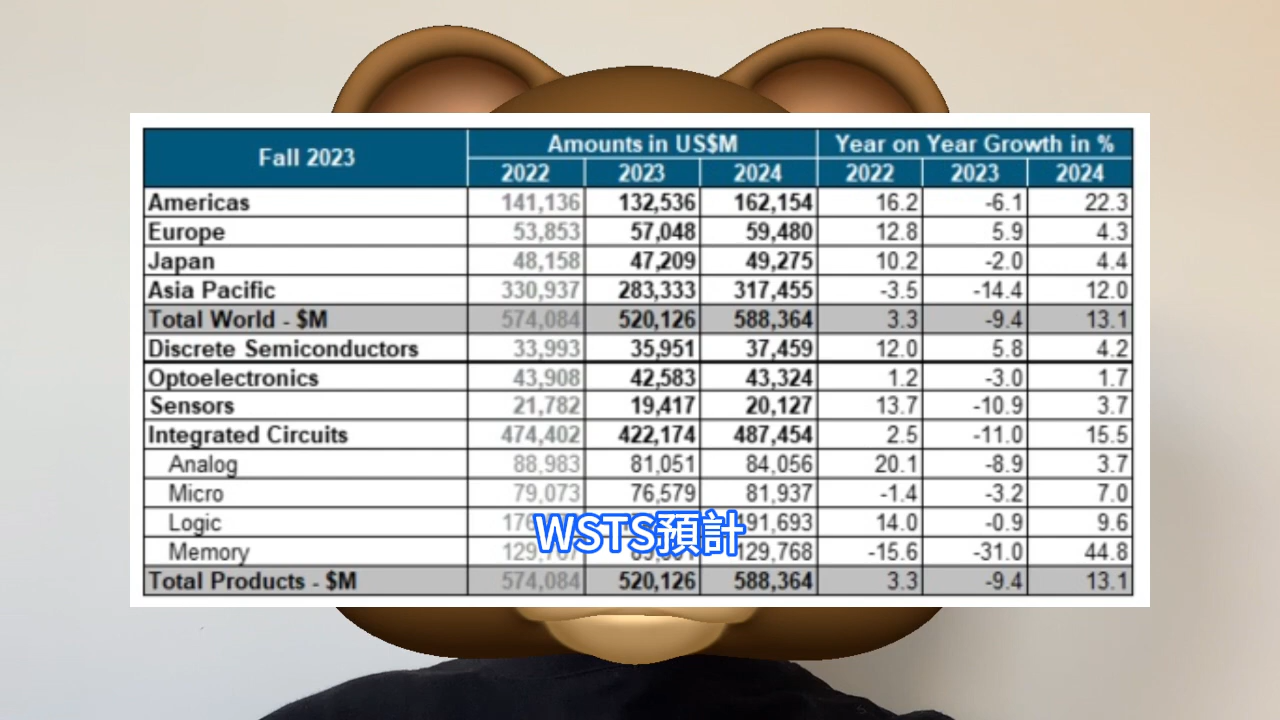 Fall 2023 Amounts in US$M Year on Year Growth in %
2022 2023 2024 2022 2023 2024
Americas 141,136 132,536 162,154 16.2 -6.1 22.3
Europe 53,853 57,048 59,480 12.8 5.9 4.3
Japan 48,158 47,209 49,275 10.2 -2.0 4.4
Asia Pacific 330,937 283,333 317,455 -3.5 -14.4 12.0
Total World - $M 574,084 520,126 588,364 3.3 -9.4 13.1
Discrete Semiconductors 33,993 35,951 37,459 12.0 5.8 4.2
Optoelectronics 43,908 42,583 43,324 1.2 -3.0 1.7
Sensors 21,782 19,417 20,127 13.7 -10.9 3.7
Integrated Circuits 474,402 422,174 487,454 2.5 -11.0 15.5
Analog 88,983 81,051 84,056 20.1 -8.9 3.7
Micro 79,073 76,579 81,937 -1.4 -3.2 7.0
Logic 14.0 -0.9 9.6
WSTS預計
Memory 129,768 -15.6 -31.0 44.8
Total Products - $M 574,084 520,126 588,364 3.3 -9.4 13.1